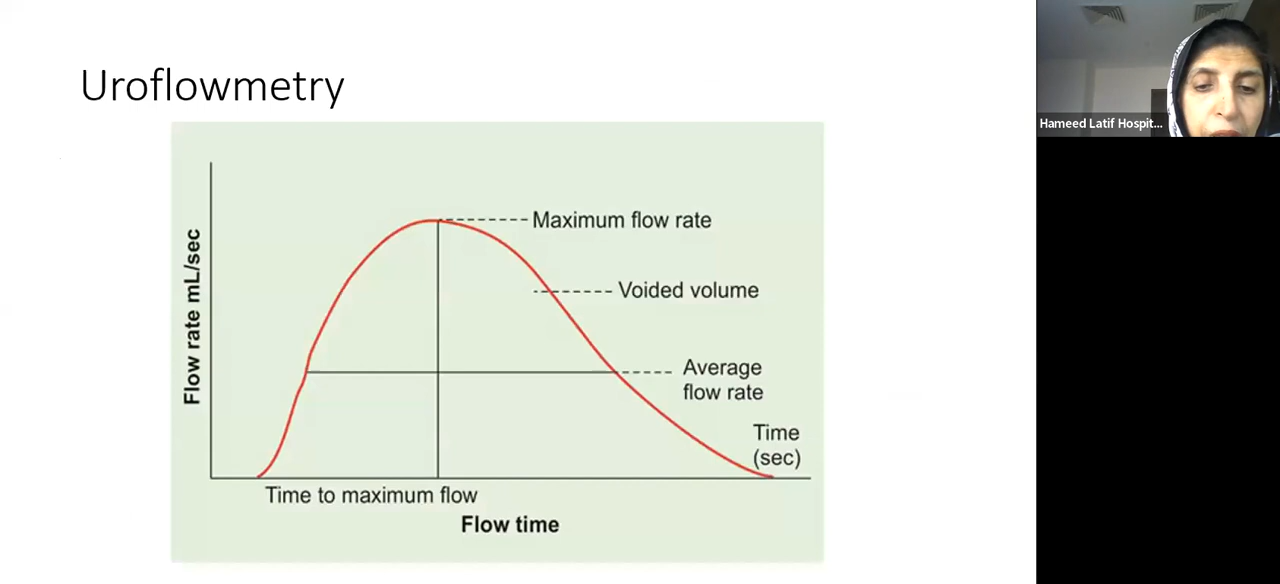 Uroflowmetry
Hameed Latif Hospit...
Maximum flow rate
Voided volume
Average
flow rate
Time
(sec)
Flow rate mL/sec
Time to maximum flow
Flow time